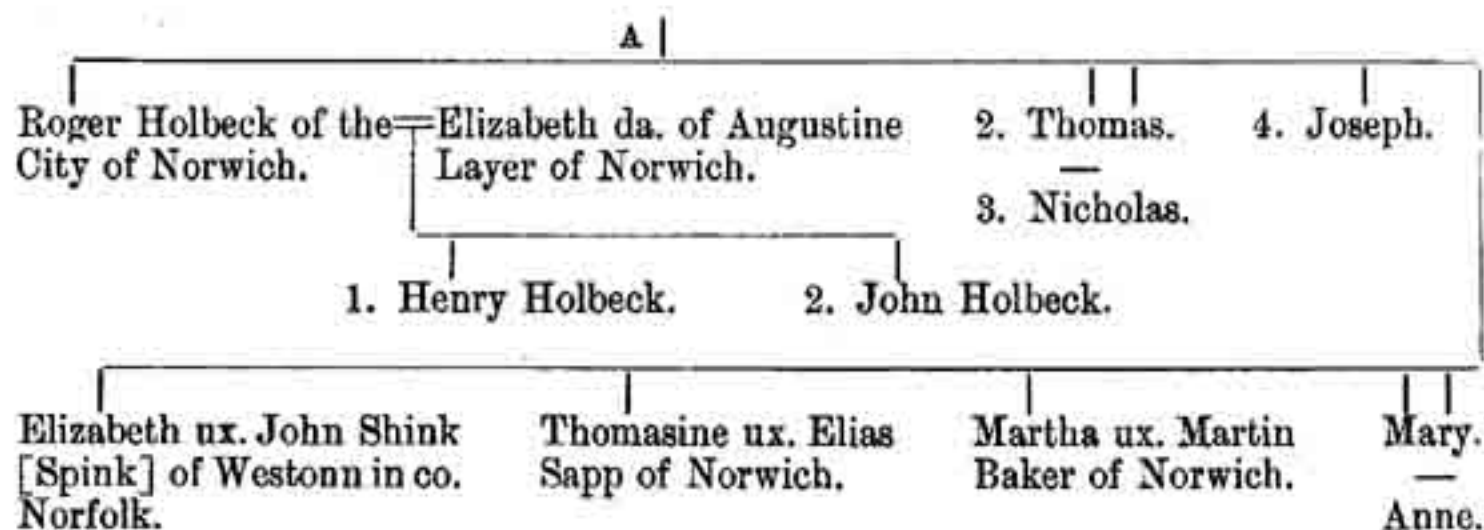 A
Roger Holbeck of the=Elizabeth da. of Augustine 2. Thomas. 4. Joseph.
City of Norwich. Layer of Norwich. —
3. Nicholas.
1. Henry Holbeck. 2. John Holbeck.
Elizabeth ux. John Shink Thomasine ux. Elias Martha ux. Martin Mary.
[Spink] of Westonn in co. Sapp of Norwich. Baker of Norwich. —
Norfolk. Anne.